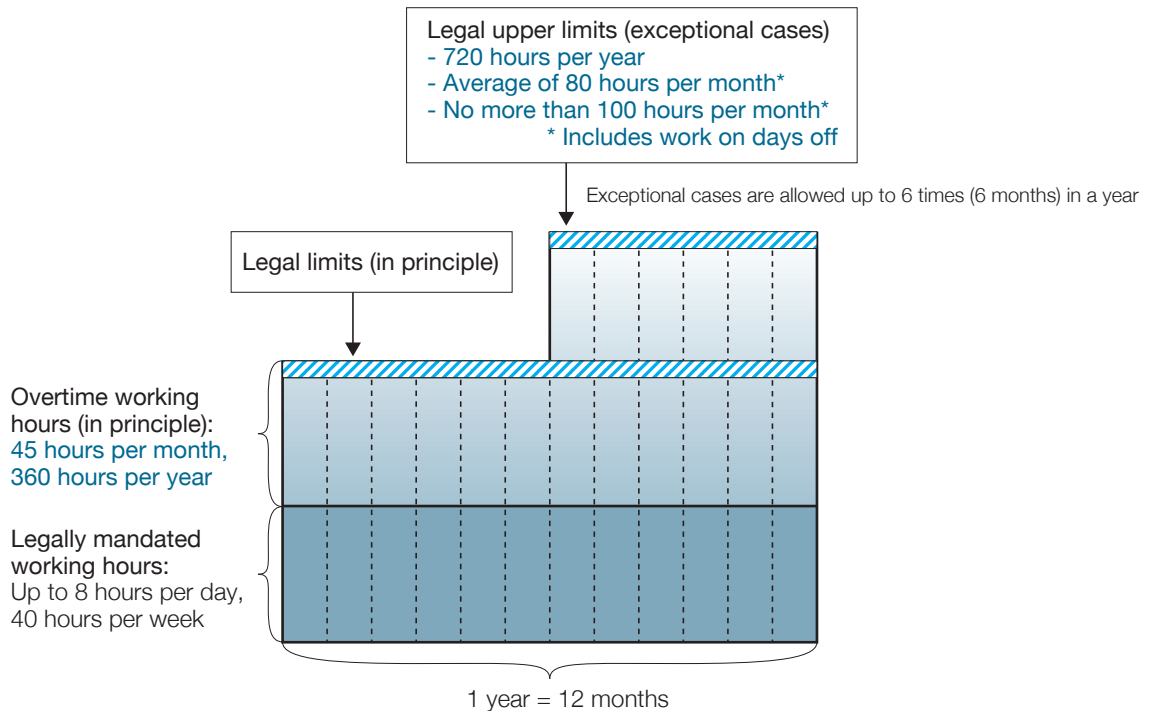 Legal upper limits (exceptional cases)
- 720 hours per year
- Average of 80 hours per month*
- No more than 100 hours per month*
* Includes work on days off
Exceptional cases are allowed up to 6 times (6 months) in a year
Legal limits (in principle)
Overtime working
hours (in principle):
45 hours per month,
360 hours per year
Legally mandated
working hours:
Up to 8 hours per day,
40 hours per week
1 year = 12 months